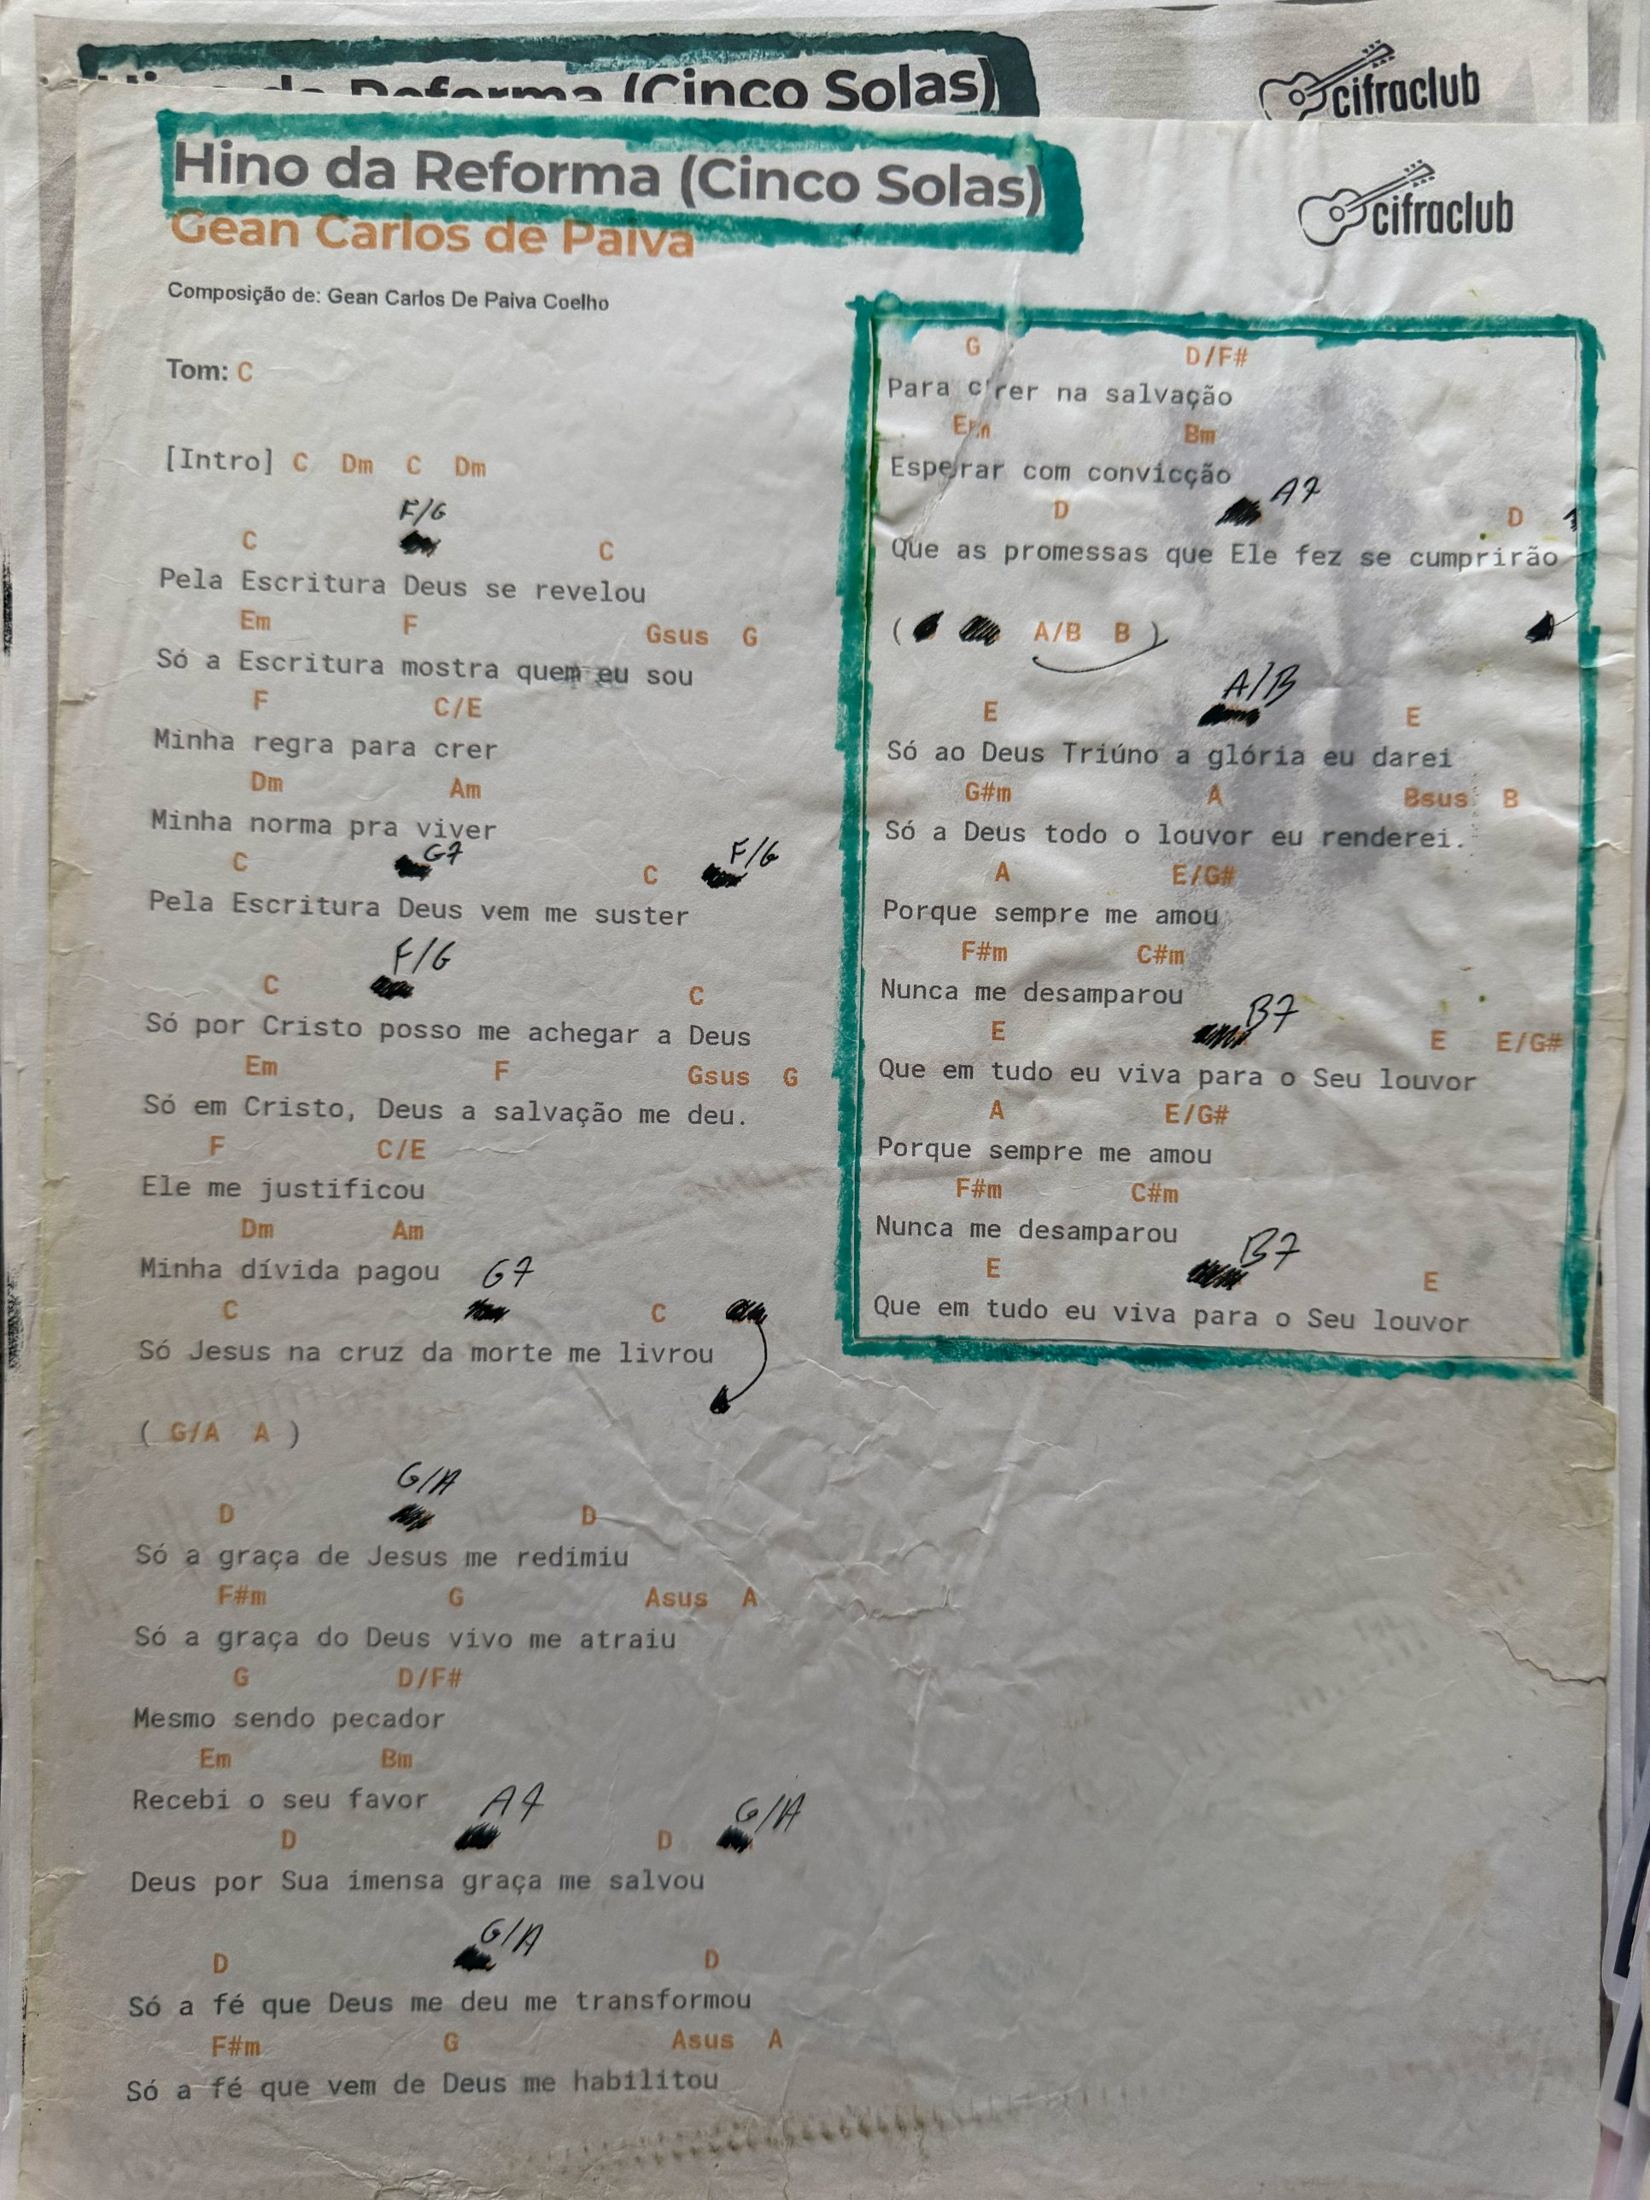 Hino da Reforma (Cinco Solas)
cifraclub
Hino da Reforma (Cinco Solas)
cifraclub
Gean Carlos de Paiva
Composição de: Gean Carlos De Paiva Coelho
Tom: C
[Intro] C Dm C Dm
F/G
C C
Pela Escritura Deus se revelou
Em F Gsus G
Só a Escritura mostra quem eu sou
F C/E
Minha regra para crer
Dm Am
Minha norma pra viver
C G7 C F/G
Pela Escritura Deus vem me suster
F/G
C C
Só por Cristo posso me achegar a Deus
Em F Gsus G
Só em Cristo, Deus a salvação me deu.
F C/E
Ele me justificou
Dm Am
Minha dívida pagou G7
C C
Só Jesus na cruz da morte me livrou
( G/A A )
G/A
D D
Só a graça de Jesus me redimiu
F#m G Asus A
Só a graça do Deus vivo me atraiu
G D/F#
Mesmo sendo pecador
Em Bm
Recebi o seu favor A7 G/A
D D
Deus por Sua imensa graça me salvou
G/A
D D
Só a fé que Deus me deu me transformou
F#m G Asus A
Só a fé que vem de Deus me habilitou
G D/F#
Para crer na salvação
Em Bm
Esperar com convicção A7
D D
Que as promessas que Ele fez se cumprirão
( A/B B )
A/B
E E
Só ao Deus Triúno a glória eu darei
G#m A Bsus B
Só a Deus todo o louvor eu renderei.
A E/G#
Porque sempre me amou
F#m C#m
Nunca me desamparou B7
E E E/G#
Que em tudo eu viva para o Seu louvor
A E/G#
Porque sempre me amou
F#m C#m
Nunca me desamparou B7
E E
Que em tudo eu viva para o Seu louvor